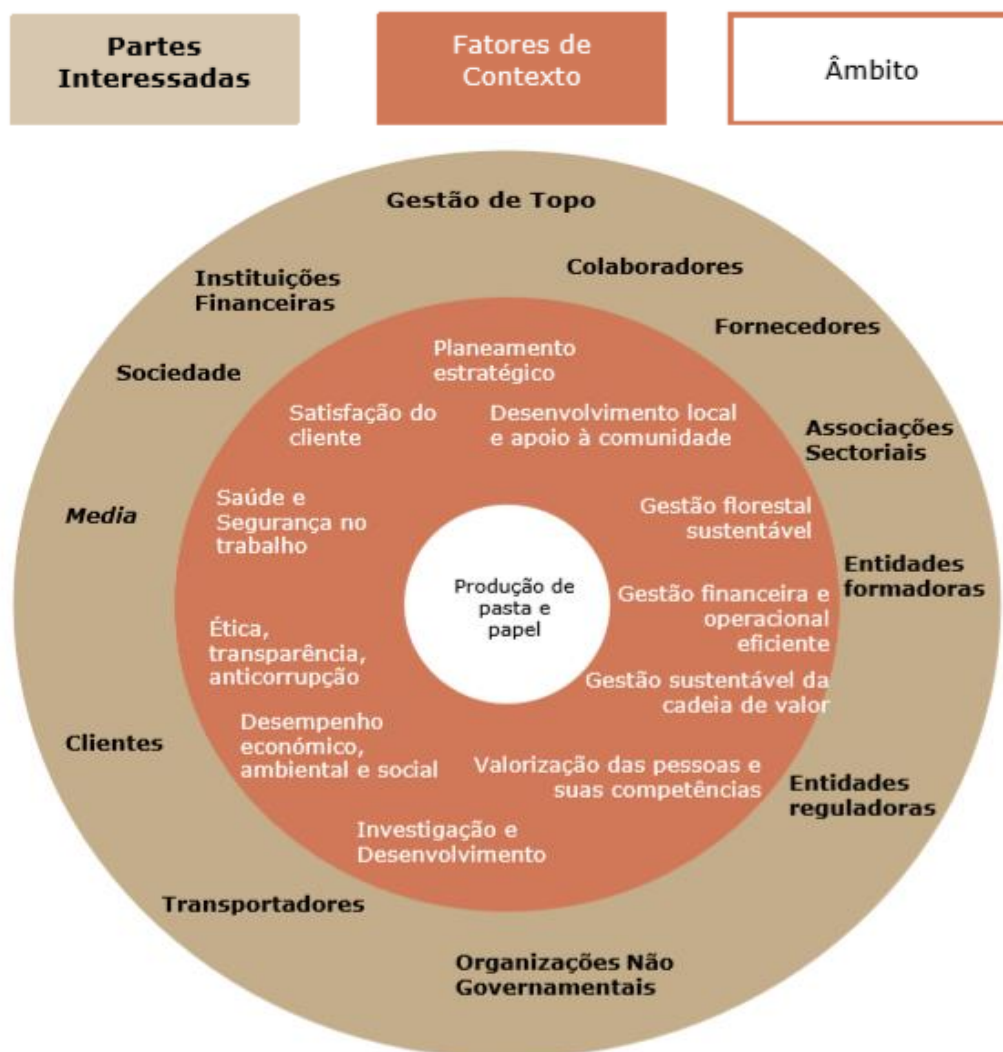 Partes
Interessadas
Fatores de
Contexto
Âmbito
Gestão de Topo
Colaboradores
Instituições
Financeiras
Fornecedores
Sociedade
Associações
Sectoriais
Media
Entidades
formadoras
Clientes
Entidades
reguladoras
Transportadores
Organizações Não
Governamentais
Planeamento
estratégico
Satisfação do
cliente
Desenvolvimento local
e apoio à comunidade
Saúde e
Segurança no
trabalho
Gestão florestal
sustentável
Gestão financeira e
operacional
eficiente
Ética,
transparência,
anticorrupção
Gestão sustentável da
cadeia de valor
Desempenho
económico,
ambiental e social
Valorização das pessoas e
suas competências
Investigação e
Desenvolvimento
Produção de
pasta e
papel